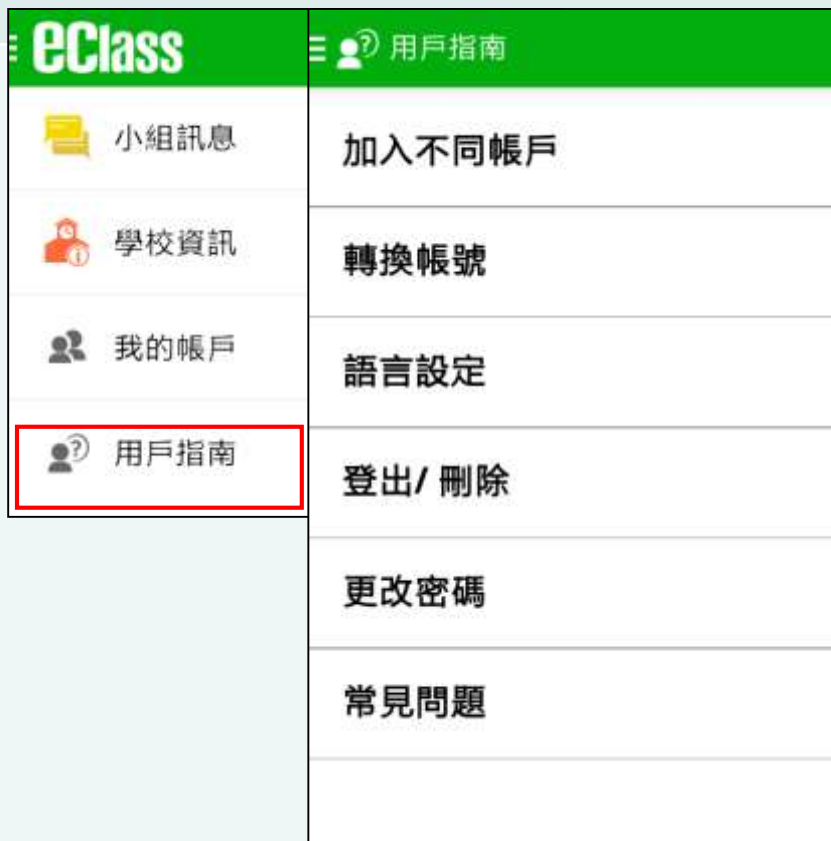 eClass
小組訊息
學校資訊
我的帳戶
用戶指南
用戶指南
加入不同帳戶
轉換帳號
語言設定
登出/ 刪除
更改密碼
常見問題